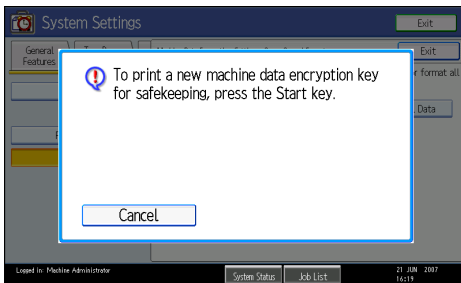 System Settings
Exit
General
Features
Exit
or format all
Data
To print a new machine data encryption key
for safekeeping, press the Start key.
Cancel
Logged in: Machine Administrator
System Status
Job List
21 JUN 2007
16:19